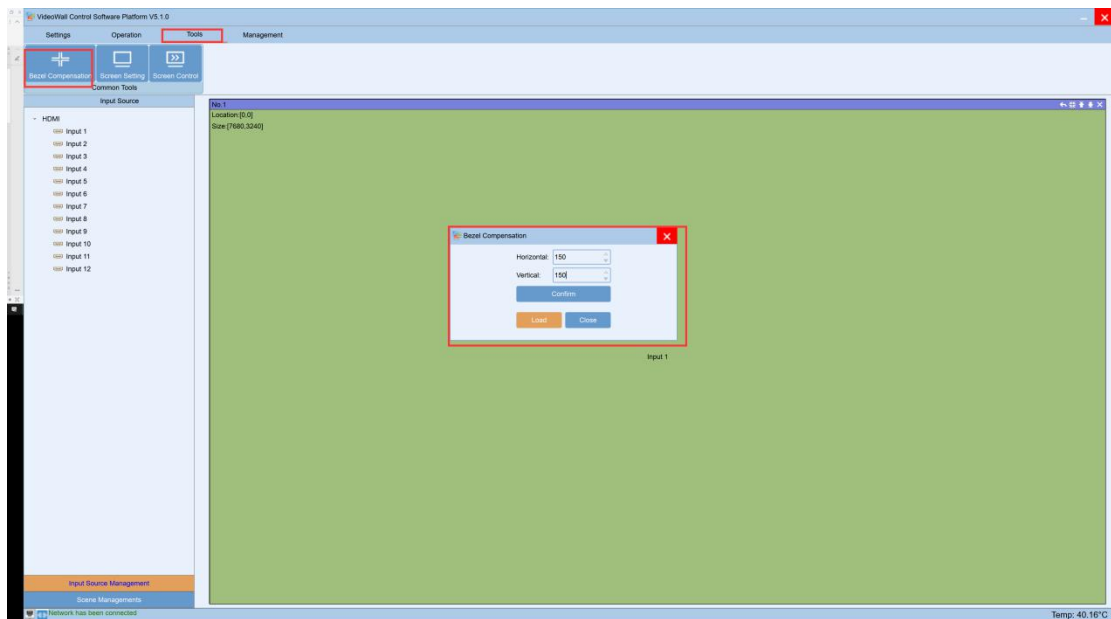 VideoWall Control Software Platform V5.1.0
Settings Operation Tools Management
Bezel Compensation Screen Setting Screen Control
Common Tools
Input Source
HDMI
Input 1
Input 2
Input 3
Input 4
Input 5
Input 6
Input 7
Input 8
Input 9
Input 10
Input 11
Input 12
No.1
Location:[0,0]
Size:[7680,3240]
Bezel Compensation
Horizontal: 150
Vertical: 150
Confirm
Load Close
Input 1
Input Source Management
Scene Managements
Network has been connected
Temp: 40.16°C